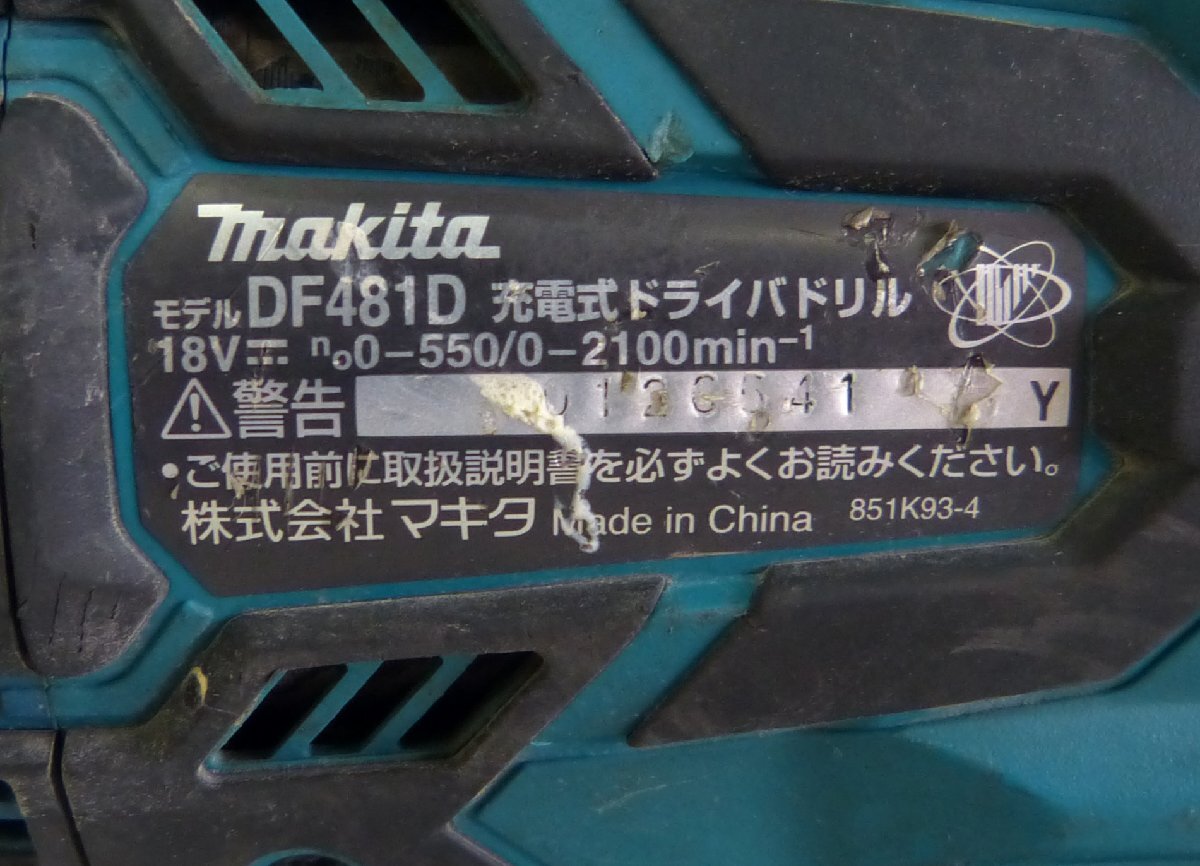 makita
モデル DF481D 充電式ドライバドリル
18V⎓ n₀0-550/0-2100min⁻¹
⚠警告 Y
•ご使用前に取扱説明書を必ずよくお読みください。
株式会社マキタ Made in China 851K93-4